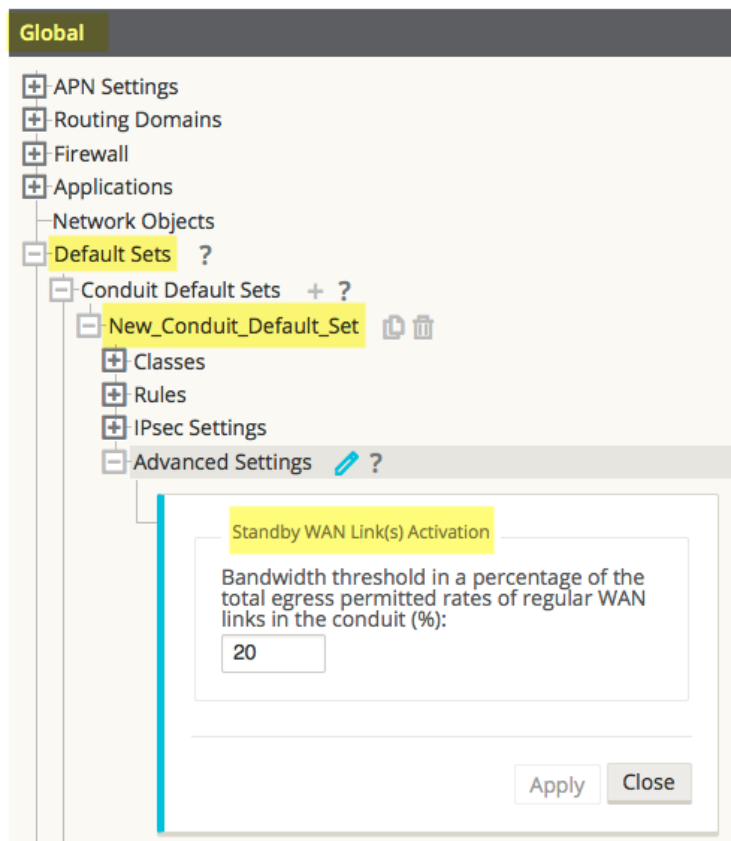 Global
APN Settings
Routing Domains
Firewall
Applications
Network Objects
Default Sets ?
Conduit Default Sets + ?
New_Conduit_Default_Set
Classes
Rules
IPsec Settings
Advanced Settings ?
Standby WAN Link(s) Activation
Bandwidth threshold in a percentage of the
total egress permitted rates of regular WAN
links in the conduit (%):
20
Apply Close